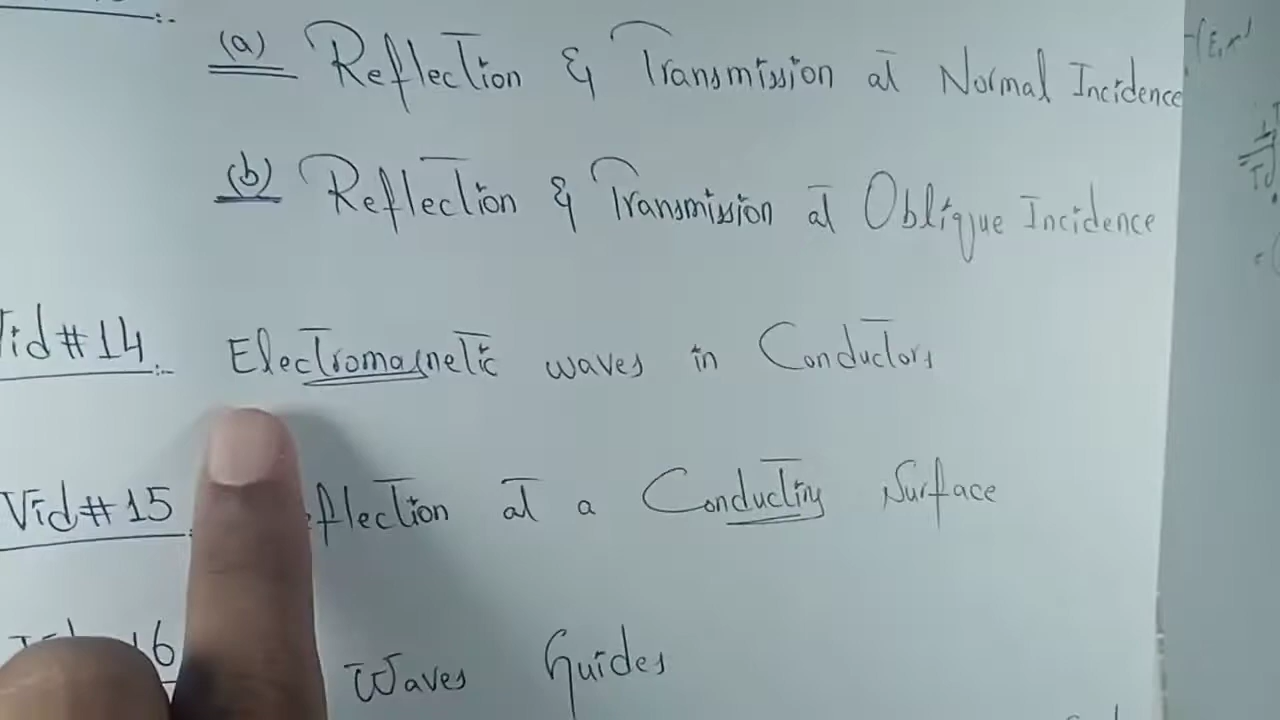 (a) Reflection & Transmission at Normal Incidence
(b) Reflection & Transmission at Oblique Incidence
Vid#14 :- Electromagnetic waves in Conductors
Vid#15 :- flection at a Conducting Surface
16 Waves Guides